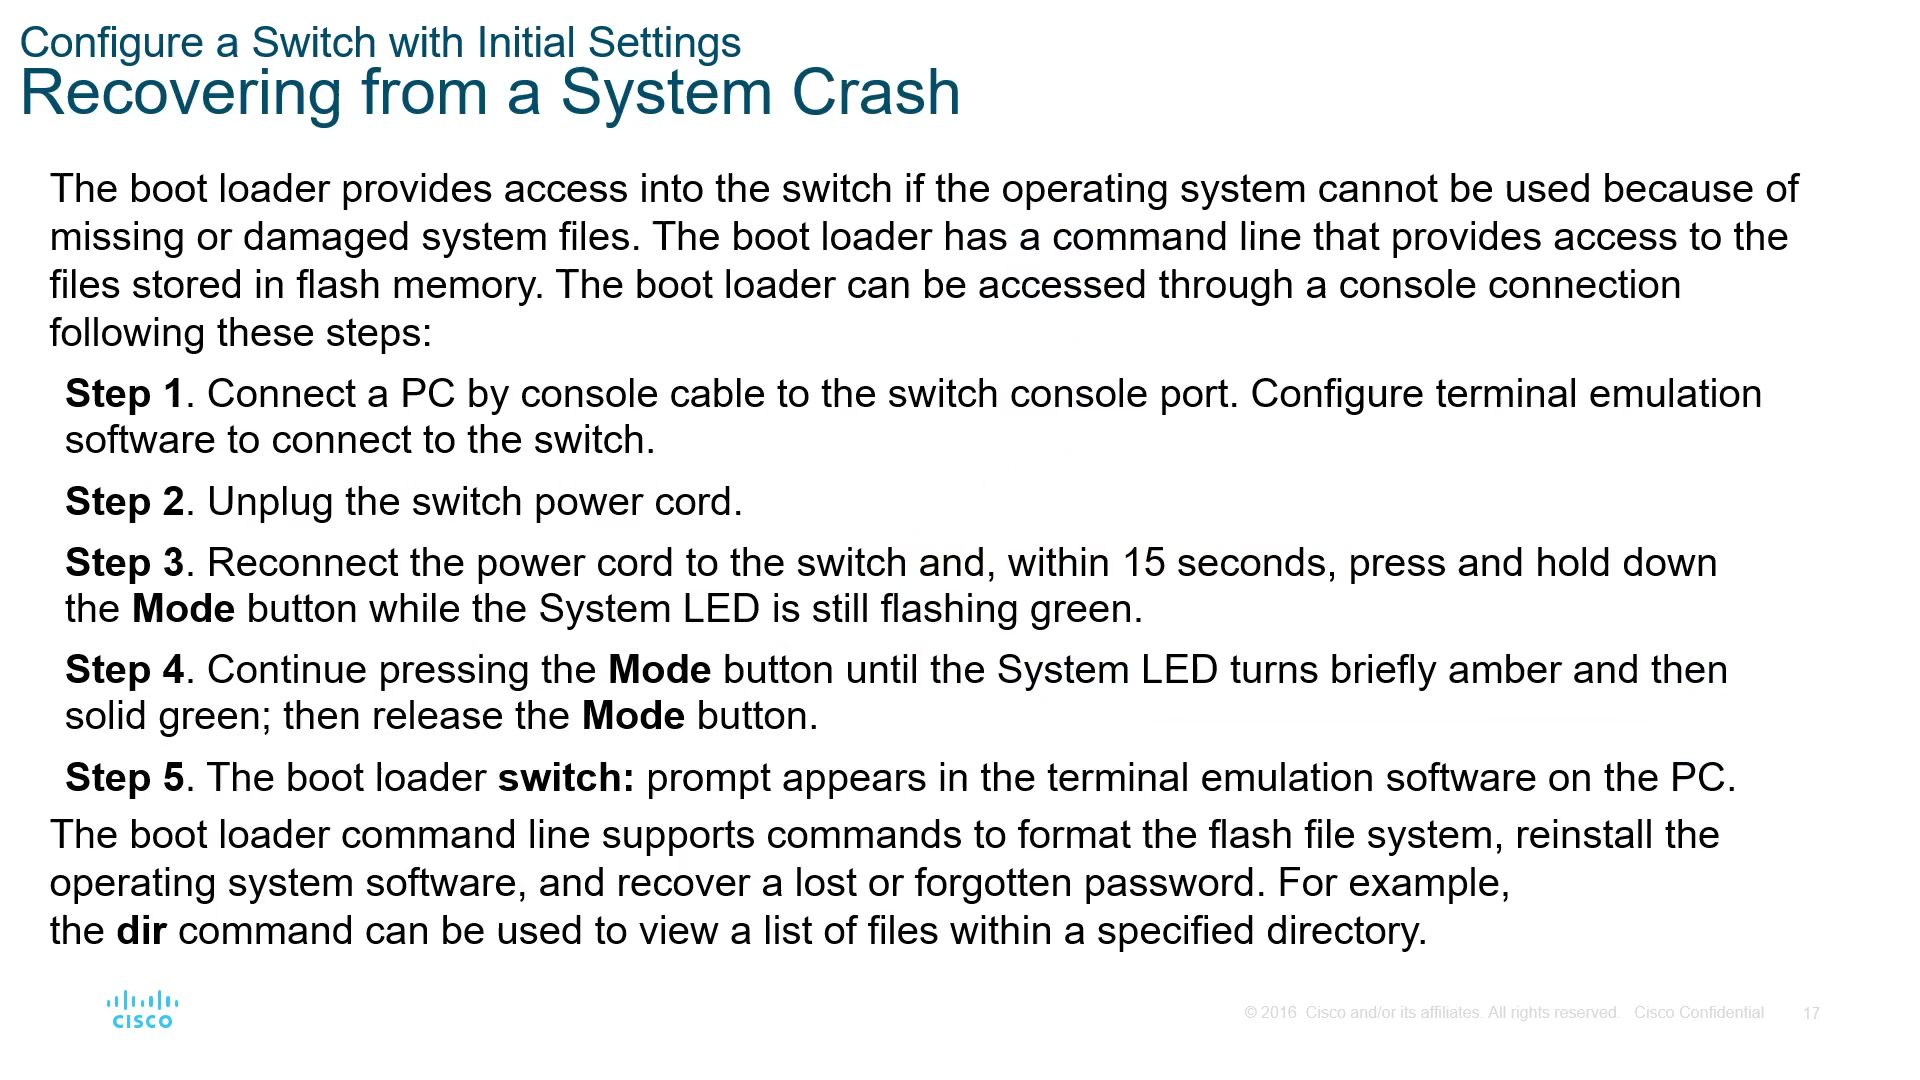 Configure a Switch with Initial Settings
Recovering from a System Crash
The boot loader provides access into the switch if the operating system cannot be used because of
missing or damaged system files. The boot loader has a command line that provides access to the
files stored in flash memory. The boot loader can be accessed through a console connection
following these steps:
Step 1. Connect a PC by console cable to the switch console port. Configure terminal emulation
software to connect to the switch.
Step 2. Unplug the switch power cord.
Step 3. Reconnect the power cord to the switch and, within 15 seconds, press and hold down
the Mode button while the System LED is still flashing green.
Step 4. Continue pressing the Mode button until the System LED turns briefly amber and then
solid green; then release the Mode button.
Step 5. The boot loader switch: prompt appears in the terminal emulation software on the PC.
The boot loader command line supports commands to format the flash file system, reinstall the
operating system software, and recover a lost or forgotten password. For example,
the dir command can be used to view a list of files within a specified directory.
CISCO
© 2016 Cisco and/or its affiliates. All rights reserved. Cisco Confidential 17